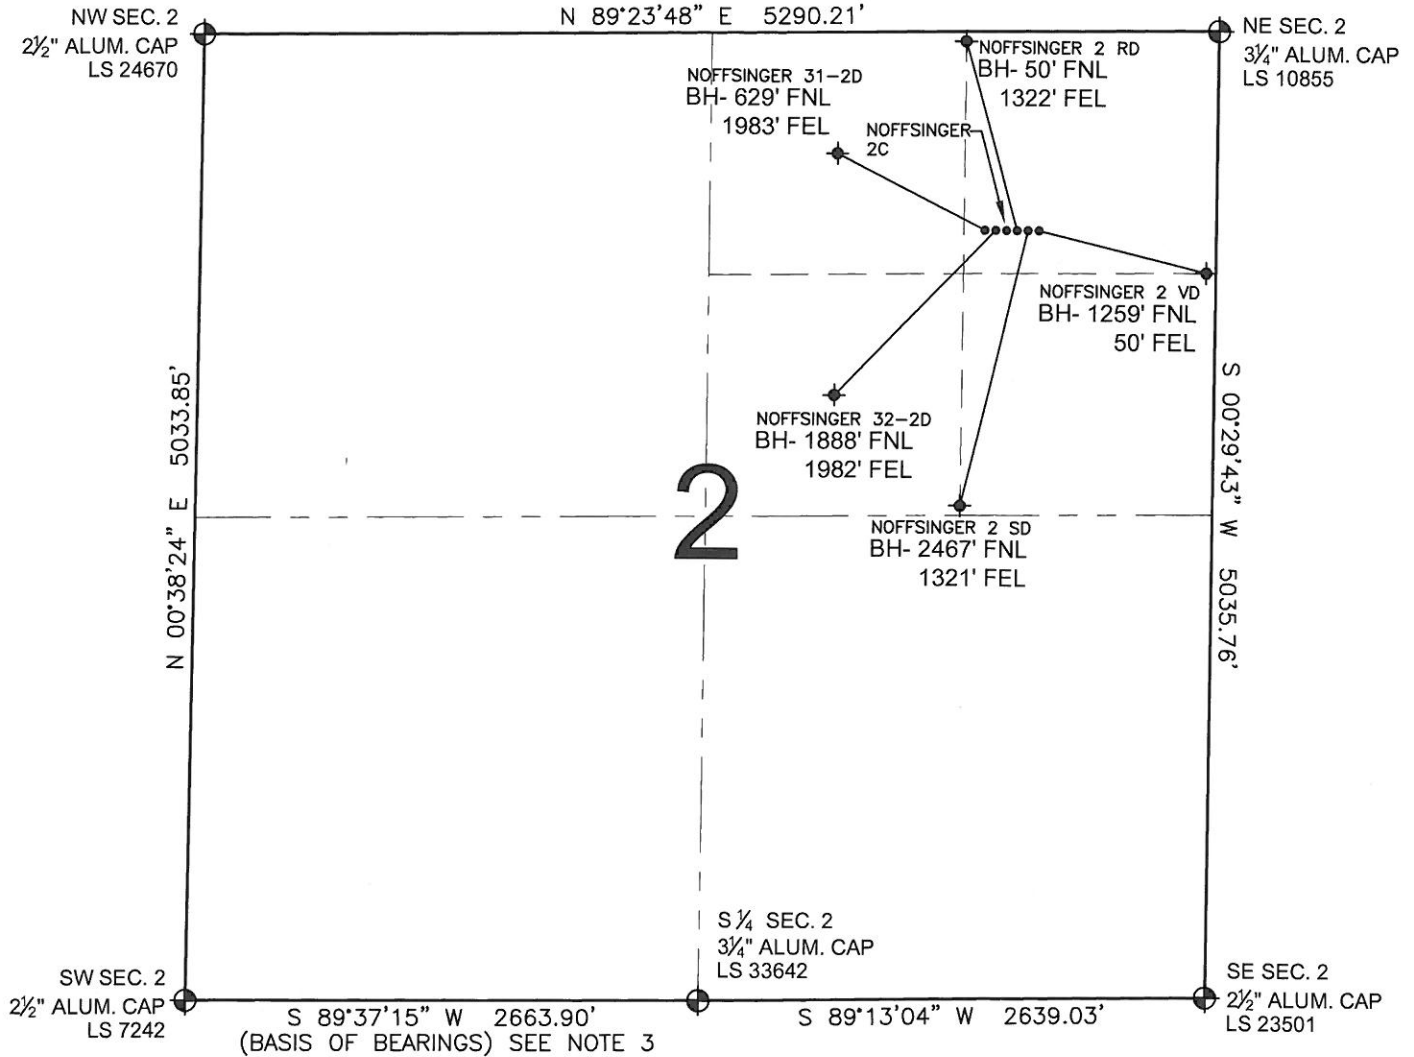 N 89°23'48" E 5290.21'
NW SEC. 2
2½" ALUM. CAP
LS 24670
NE SEC. 2
3¼" ALUM. CAP
LS 10855
NOFFSINGER 2 RD
BH- 50' FNL
1322' FEL
NOFFSINGER 31-2D
BH- 629' FNL
1983' FEL
NOFFSINGER
2C
NOFFSINGER 2 VD
BH- 1259' FNL
50' FEL
NOFFSINGER 32-2D
BH- 1888' FNL
1982' FEL
2
NOFFSINGER 2 SD
BH- 2467' FNL
1321' FEL
N 00°38'24" E 5033.85'
S 00°29'43" W 5035.76'
S ¼ SEC. 2
3¼" ALUM. CAP
LS 33642
SW SEC. 2
2½" ALUM. CAP
LS 7242
SE SEC. 2
2½" ALUM. CAP
LS 23501
S 89°37'15" W 2663.90'
(BASIS OF BEARINGS) SEE NOTE 3
S 89°13'04" W 2639.03'